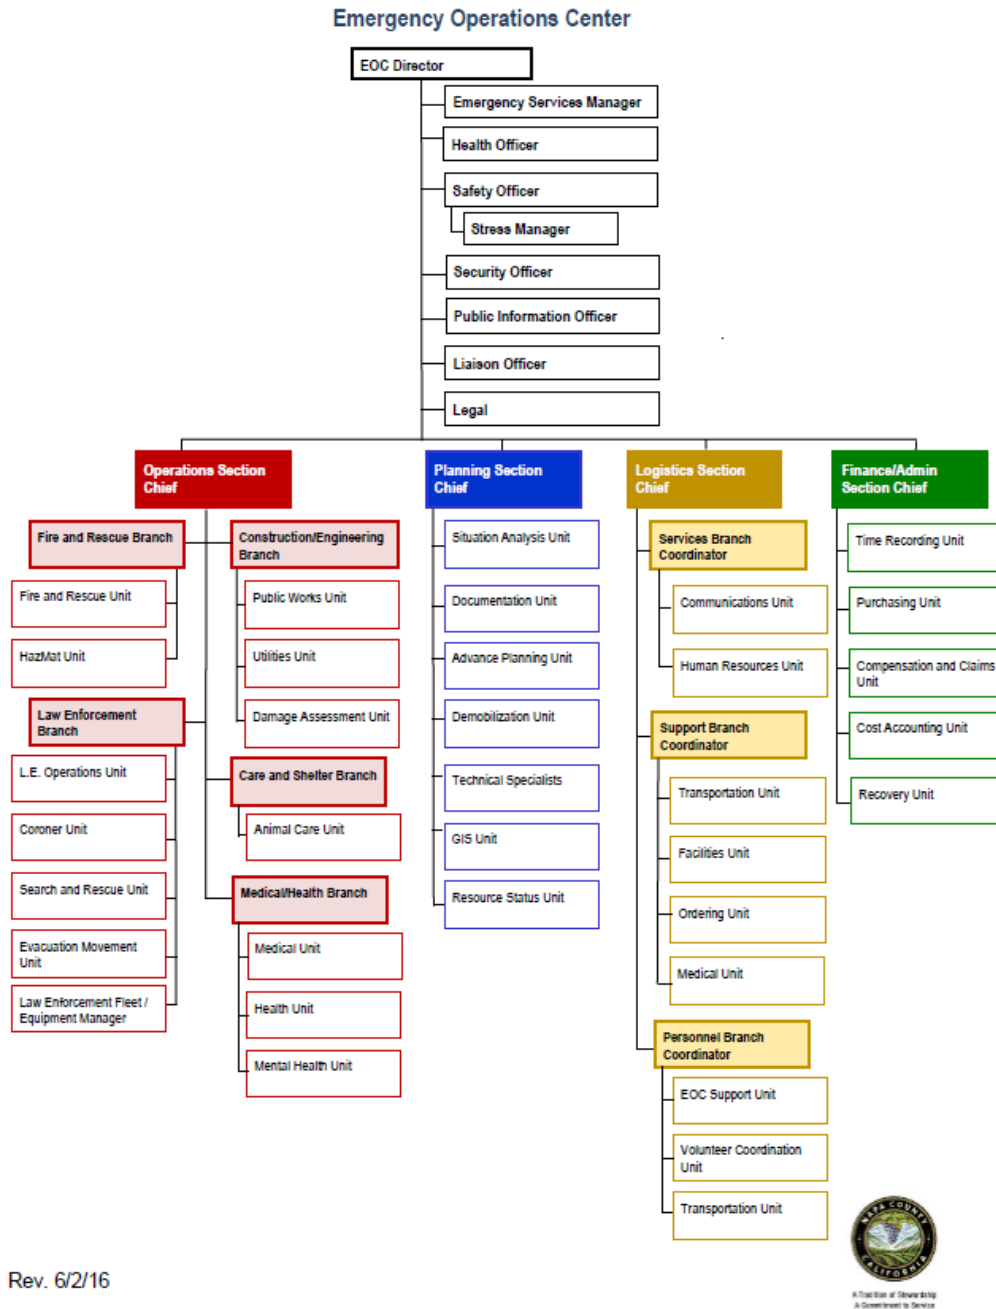 Emergency Operations Center
EOC Director
Emergency Services Manager
Health Officer
Safety Officer
Stress Manager
Security Officer
Public Information Officer
Liaison Officer
Legal
Operations Section
Chief
Fire and Rescue Branch
Fire and Rescue Unit
HazMat Unit
Law Enforcement
Branch
L.E. Operations Unit
Coroner Unit
Search and Rescue Unit
Evacuation Movement
Unit
Law Enforcement Fleet /
Equipment Manager
Construction/Engineering
Branch
Public Works Unit
Utilities Unit
Damage Assessment Unit
Care and Shelter Branch
Animal Care Unit
Medical/Health Branch
Medical Unit
Health Unit
Mental Health Unit
Planning Section
Chief
Situation Analysis Unit
Documentation Unit
Advance Planning Unit
Demobilization Unit
Technical Specialists
GIS Unit
Resource Status Unit
Logistics Section
Chief
Services Branch
Coordinator
Communications Unit
Human Resources Unit
Support Branch
Coordinator
Transportation Unit
Facilities Unit
Ordering Unit
Medical Unit
Personnel Branch
Coordinator
EOC Support Unit
Volunteer Coordination
Unit
Transportation Unit
Finance/Admin
Section Chief
Time Recording Unit
Purchasing Unit
Compensation and Claims
Unit
Cost Accounting Unit
Recovery Unit
Rev. 6/2/16
NAPA COUNTY
CALIFORNIA
A Tradition of Stewardship
A Commitment to Service